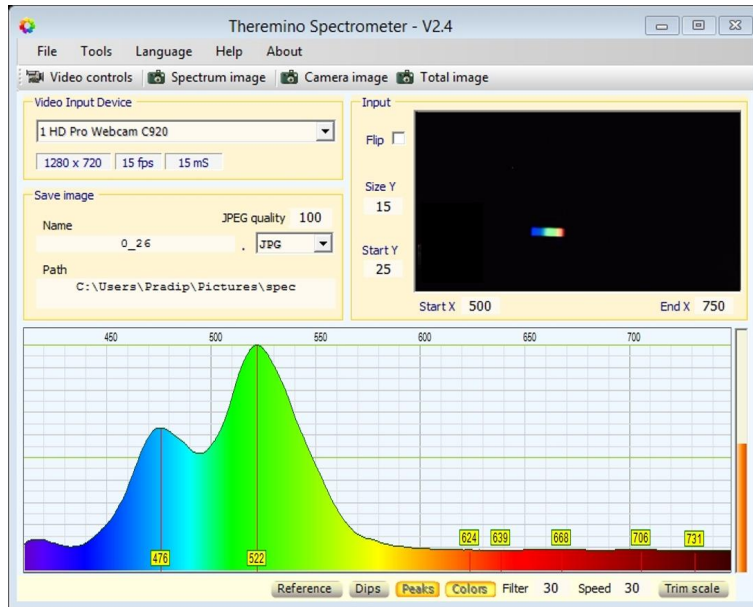 Theremino Spectrometer - V2.4
File Tools Language Help About
Video controls Spectrum image Camera image Total image
Video Input Device
1 HD Pro Webcam C920
1280 x 720 15 fps 15 mS
Save image
Name JPEG quality 100
0_26 . JPG
Path
C:\Users\Pradip\Pictures\spec
Input
Flip
Size Y
15
Start Y
25
Start X 500 End X 750
450 500 550 600 650 700
624 639 668 706 731
476 522
Reference Dips Peaks Colors Filter 30 Speed 30 Trim scale